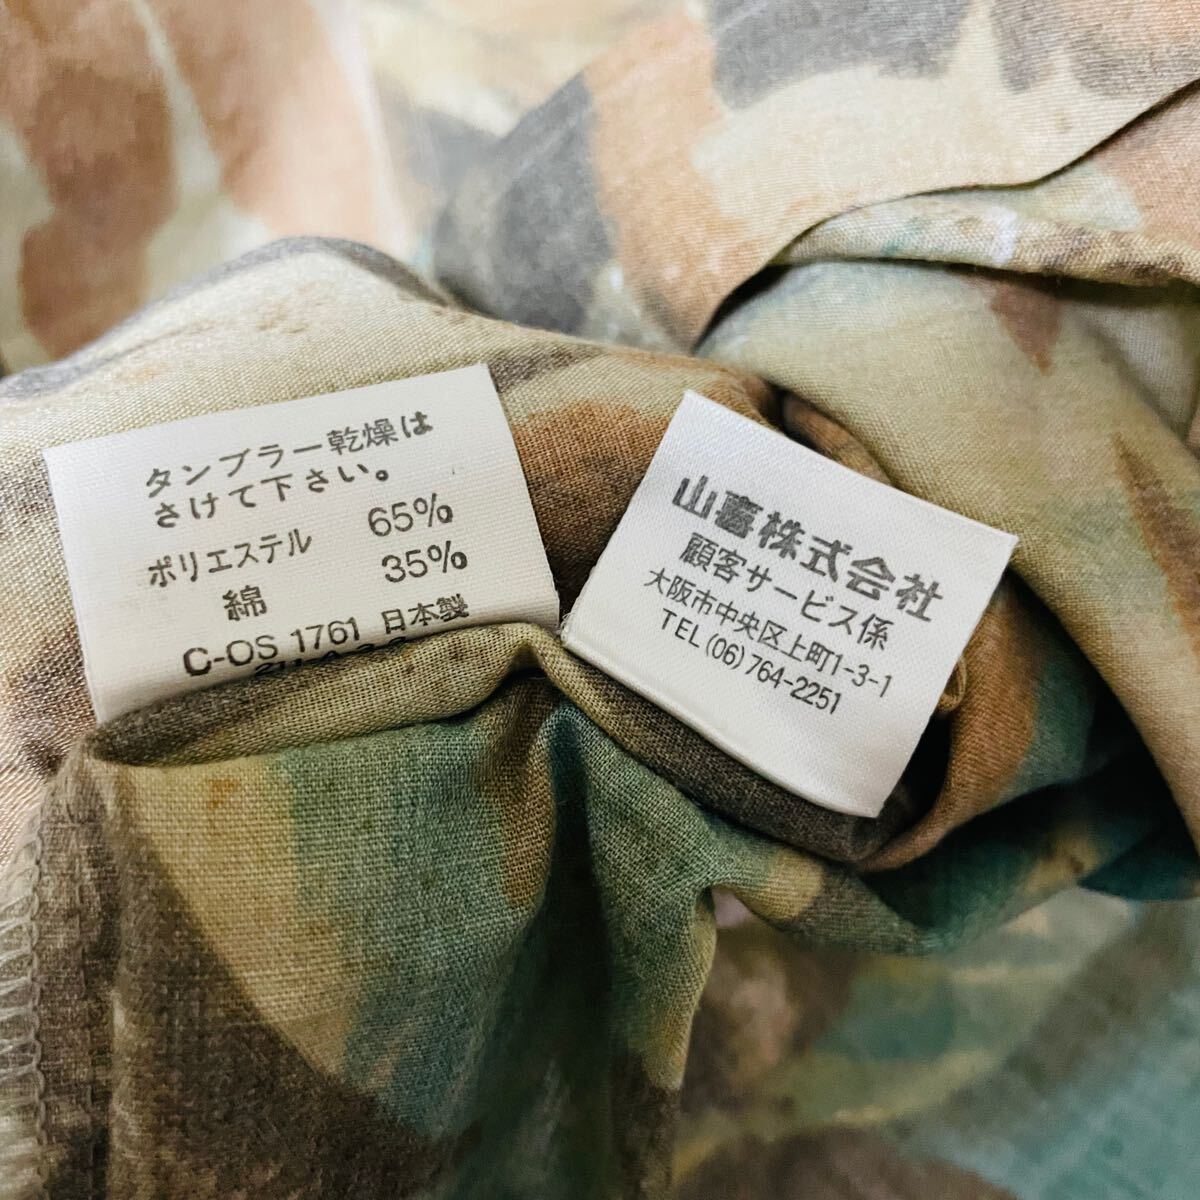 タンブラー乾燥は
さけて下さい。
ポリエステル 65%
綿 35%
C-OS 1761 日本製
山喜株式会社
顧客サービス係
大阪市中央区上町1-3-1
TEL(06)764-2251